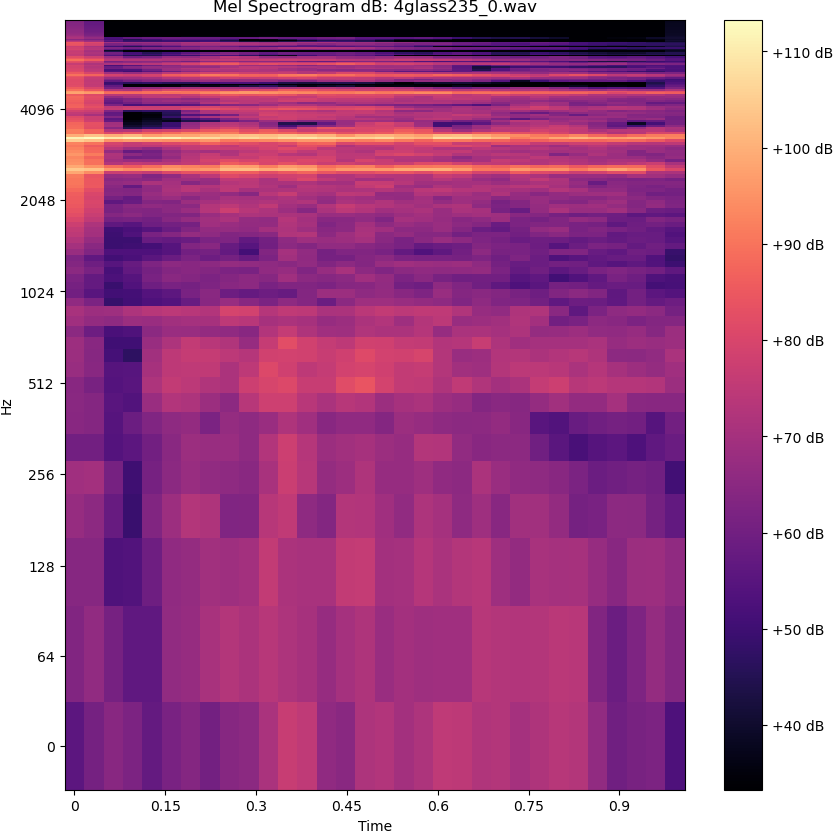 Mel Spectrogram dB: 4glass235_0.wav
+110 dB
+100 dB
+90 dB
+80 dB
+70 dB
+60 dB
+50 dB
+40 dB
4096
2048
1024
512
256
128
64
0
Hz
0 0.15 0.3 0.45 0.6 0.75 0.9
Time